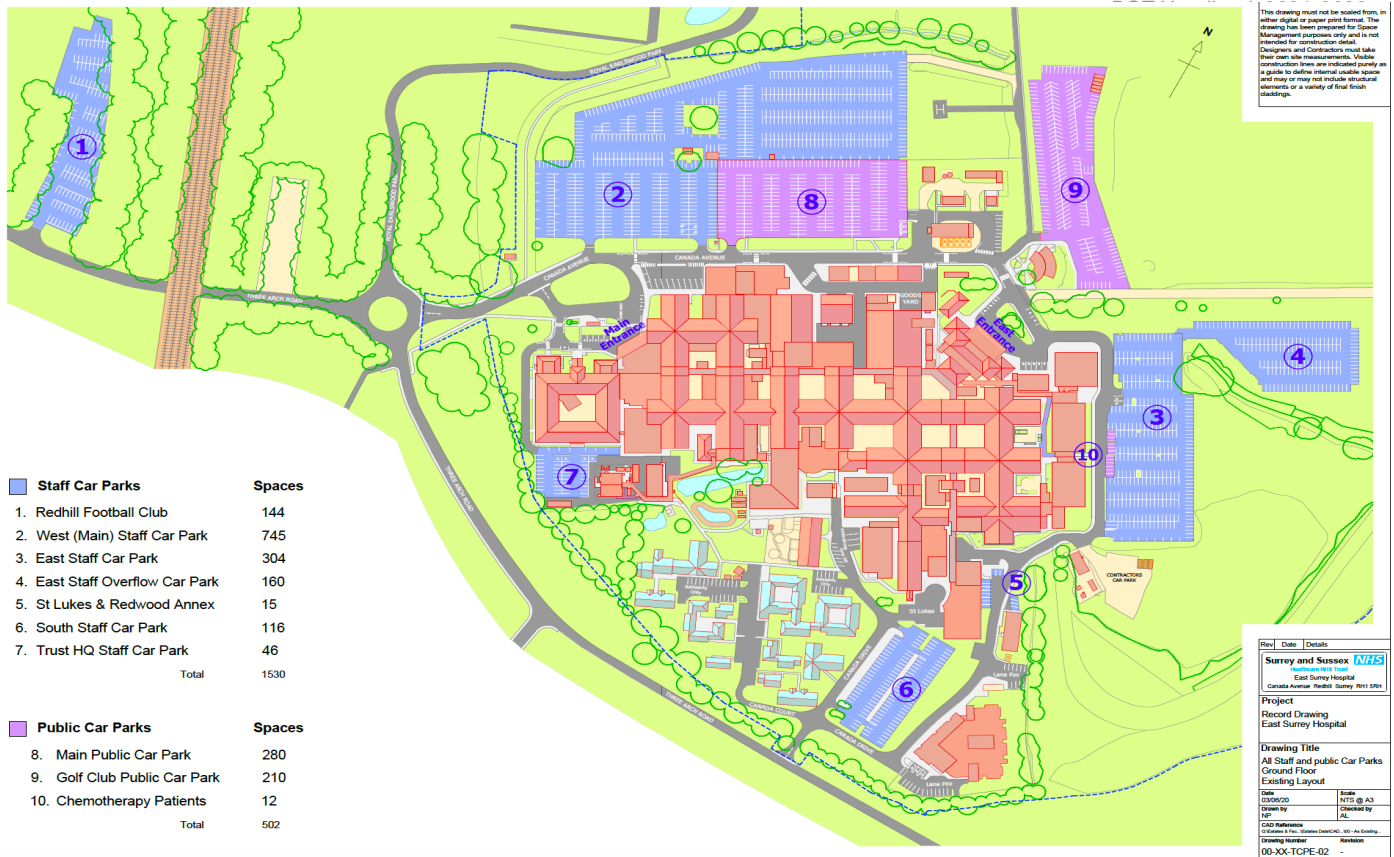 This drawing must not be scaled from, in
either digital or paper print format. The
drawing has been prepared for Space
Management purposes only and is not
intended for construction detail.
Designers and Contractors must take
their own site measurements. Visible
construction lines are indicated purely as
a guide to define internal usable space
and may or may not include structural
elements or a variety of final finish
claddings.
N
ROYAL EARLSWOOD PARK
ROYAL EARLSWOOD PARK
H
1
2
8
9
CANADA AVENUE
CANADA AVENUE
THREE ARCH ROAD
GOODS
YARD
Main
Entrance
East
Entrance
4
3
10
7
THREE ARCH ROAD
CONTRACTORS
CAR PARK
5
St Lukes
6
CANADA DRIVE
Lane Fox
CANADA COURT
THREE ARCH ROAD
CANADA DRIVE
Lane Fox
Staff Car Parks Spaces
1. Redhill Football Club 144
2. West (Main) Staff Car Park 745
3. East Staff Car Park 304
4. East Staff Overflow Car Park 160
5. St Lukes & Redwood Annex 15
6. South Staff Car Park 116
7. Trust HQ Staff Car Park 46
Total 1530
Public Car Parks Spaces
8. Main Public Car Park 280
9. Golf Club Public Car Park 210
10. Chemotherapy Patients 12
Total 502
Rev Date Details
Surrey and Sussex NHS
Healthcare NHS Trust
East Surrey Hospital
Canada Avenue Redhill Surrey RH1 5RH
Project
Record Drawing
East Surrey Hospital
Drawing Title
All Staff and public Car Parks
Ground Floor
Existing Layout
Date Scale
03/06/20 NTS @ A3
Drawn by Checked by
NP AL
CAD Reference
Drawing Number Revision
00-XX-TCPE-02 -